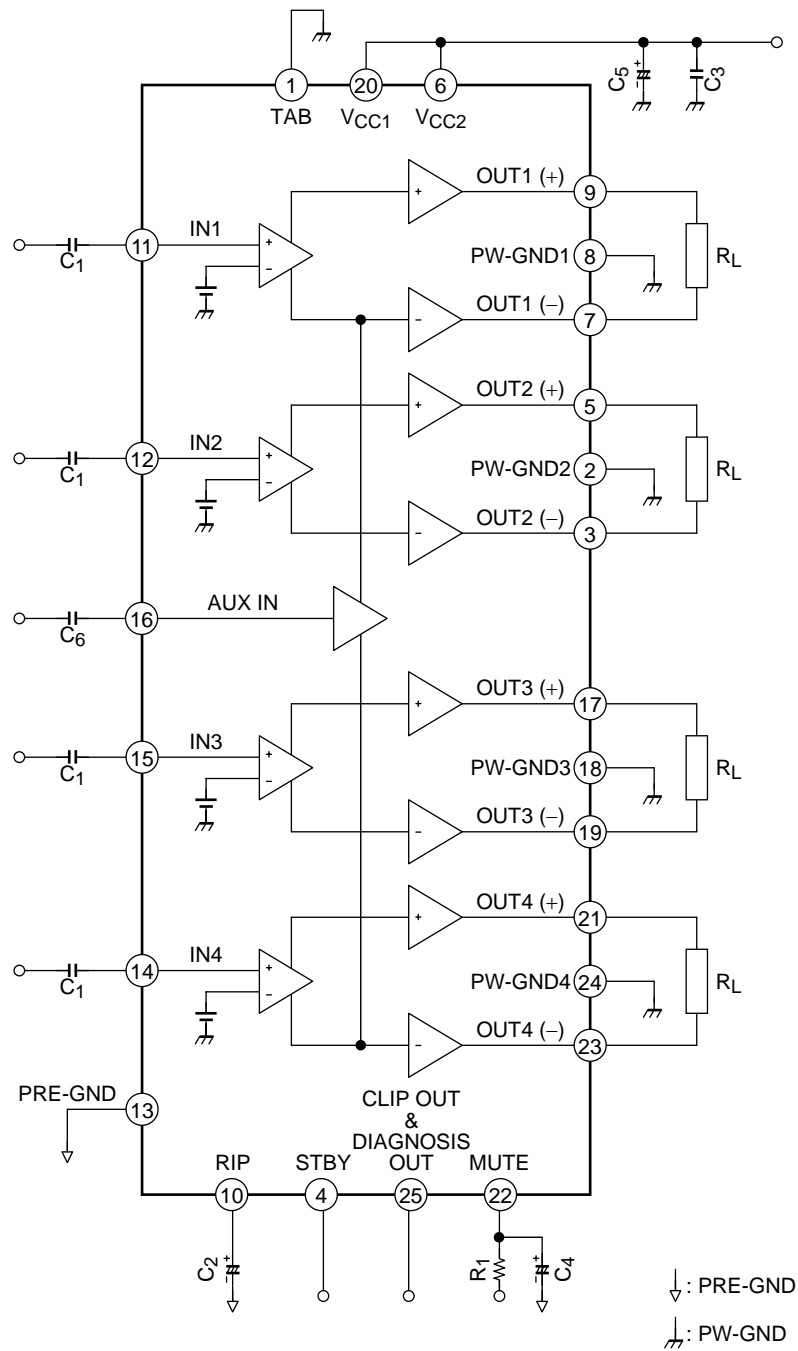 1 20 6
TAB VCC1 VCC2
C5 + - C3
OUT1 (+) 9
IN1 11 C1 + - +
PW-GND1 8 RL
OUT1 (−) 7 -
OUT2 (+) 5 +
IN2 12 C1 + -
PW-GND2 2 RL
OUT2 (−) 3 -
AUX IN 16 C6
OUT3 (+) 17 +
IN3 15 C1 + -
PW-GND3 18 RL
OUT3 (−) 19 -
OUT4 (+) 21 +
IN4 14 C1 + -
PW-GND4 24 RL
OUT4 (−) 23 -
PRE-GND 13
CLIP OUT
&
DIAGNOSIS
RIP STBY OUT MUTE
10 4 25 22
C2 + - R1 C4 + -
: PRE-GND
: PW-GND